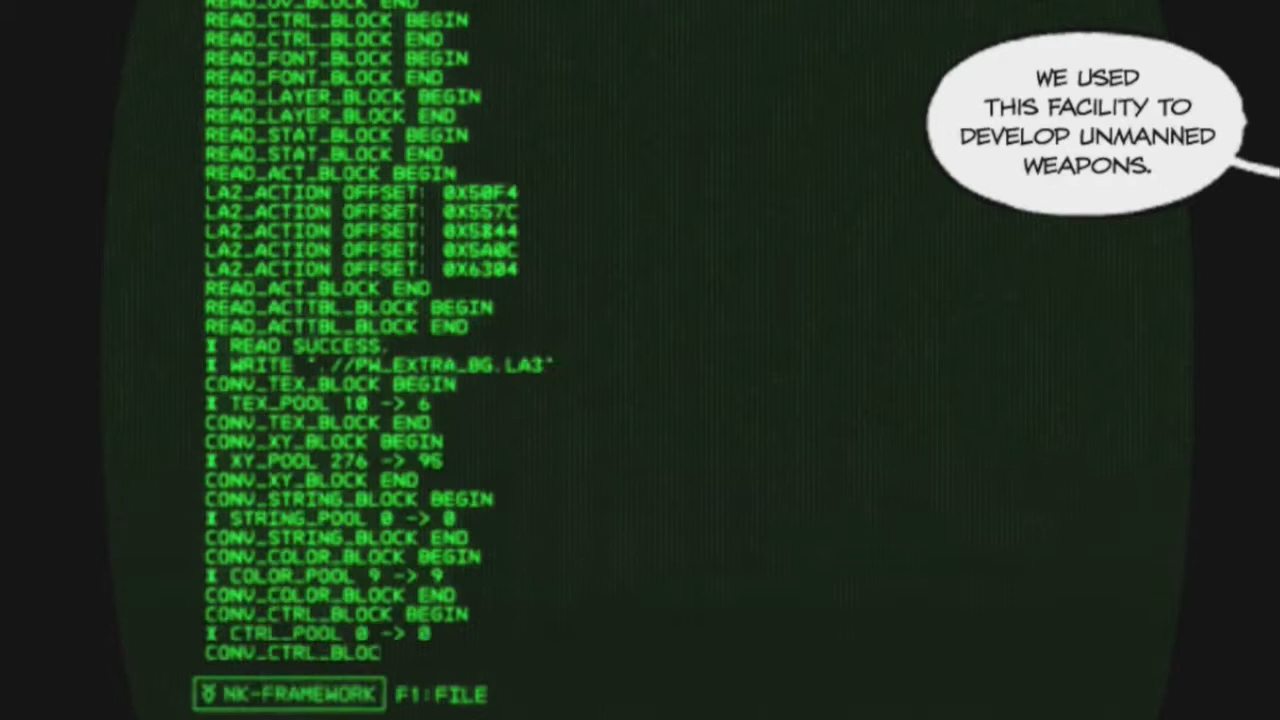 READ_UV_BLOCK END
READ_CTRL_BLOCK BEGIN
READ_CTRL_BLOCK END
READ_FONT_BLOCK BEGIN
READ_FONT_BLOCK END
READ_LAYER_BLOCK BEGIN
READ_LAYER_BLOCK END
READ_STAT_BLOCK BEGIN
READ_STAT_BLOCK END
READ_ACT_BLOCK BEGIN
LA2_ACTION OFFSET: 0X50F4
LA2_ACTION OFFSET: 0X557C
LA2_ACTION OFFSET: 0X5844
LA2_ACTION OFFSET: 0X5A0C
LA2_ACTION OFFSET: 0X6304
READ_ACT_BLOCK END
READ_ACTTBL_BLOCK BEGIN
READ_ACTTBL_BLOCK END
* READ SUCCESS.
* WRITE ".//PW_EXTRA_BG.LA3"
CONV_TEX_BLOCK BEGIN
* TEX_POOL 10 -> 6
CONV_TEX_BLOCK END
CONV_XY_BLOCK BEGIN
* XY_POOL 276 -> 95
CONV_XY_BLOCK END
CONV_STRING_BLOCK BEGIN
* STRING_POOL 0 -> 0
CONV_STRING_BLOCK END
CONV_COLOR_BLOCK BEGIN
* COLOR_POOL 9 -> 9
CONV_COLOR_BLOCK END
CONV_CTRL_BLOCK BEGIN
* CTRL_POOL 0 -> 0
CONV_CTRL_BLOC
NK-FRAMEWORK F1:FILE
WE USED
THIS FACILITY TO
DEVELOP UNMANNED
WEAPONS.